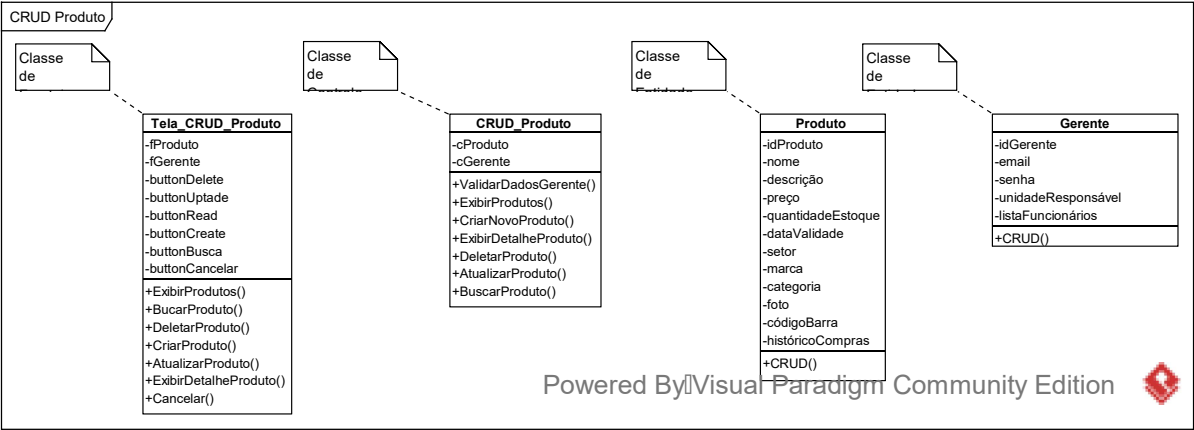 CRUD Produto
Classe
de
Classe
de
Classe
de
Classe
de
Tela_CRUD_Produto
-fProduto
-fGerente
-buttonDelete
-buttonUptade
-buttonRead
-buttonCreate
-buttonBusca
-buttonCancelar
+ExibirProdutos()
+BucarProduto()
+DeletarProduto()
+CriarProduto()
+AtualizarProduto()
+ExibirDetalheProduto()
+Cancelar()
CRUD_Produto
-cProduto
-cGerente
+ValidarDadosGerente()
+ExibirProdutos()
+CriarNovoProduto()
+ExibirDetalheProduto()
+DeletarProduto()
+AtualizarProduto()
+BuscarProduto()
Produto
-idProduto
-nome
-descrição
-preço
-quantidadeEstoque
-dataValidade
-setor
-marca
-categoria
-foto
-códigoBarra
-históricoCompras
+CRUD()
Gerente
-idGerente
-email
-senha
-unidadeResponsável
-listaFuncionários
+CRUD()
Powered By Visual Paradigm Community Edition